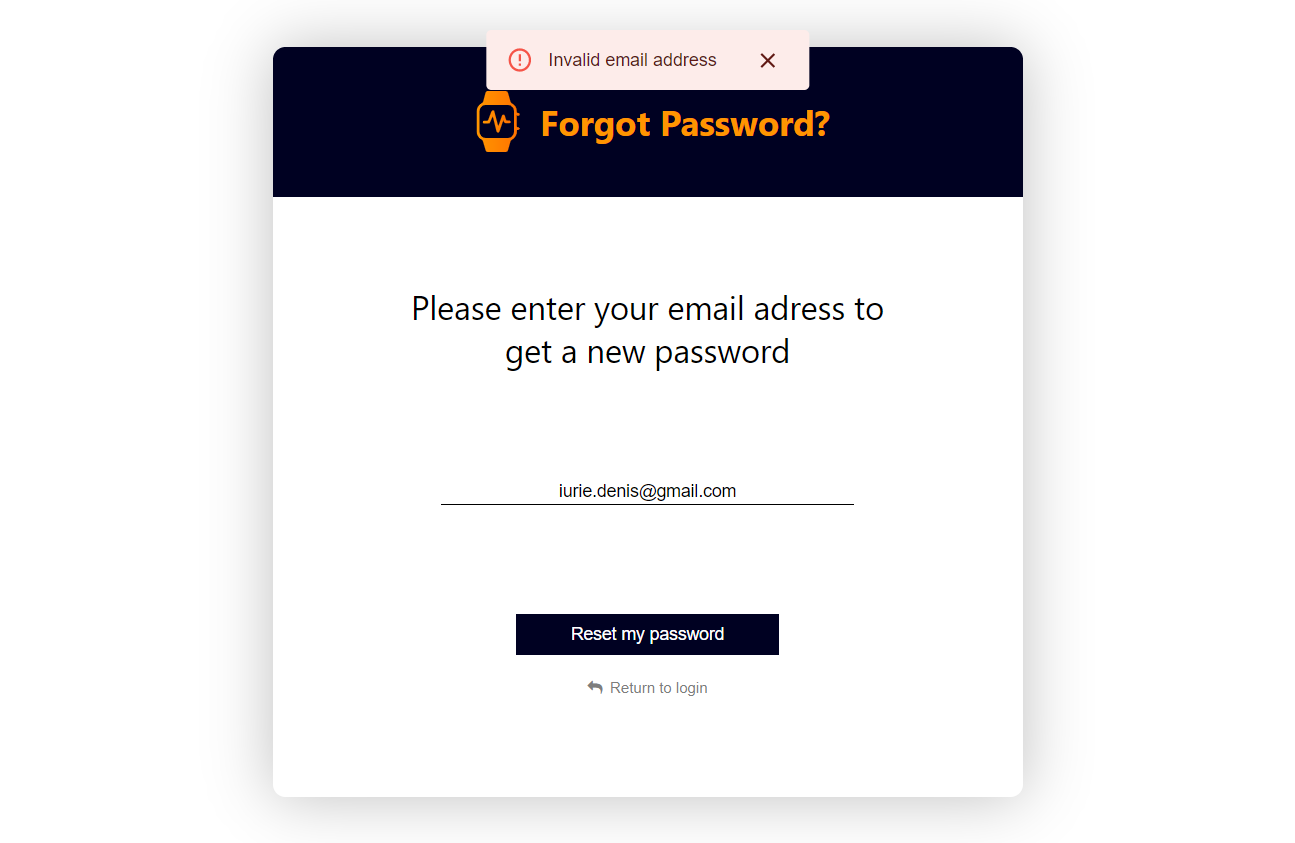 Invalid email address
Forgot Password?
Please enter your email adress to
get a new password
iurie.denis@gmail.com
Reset my password
Return to login